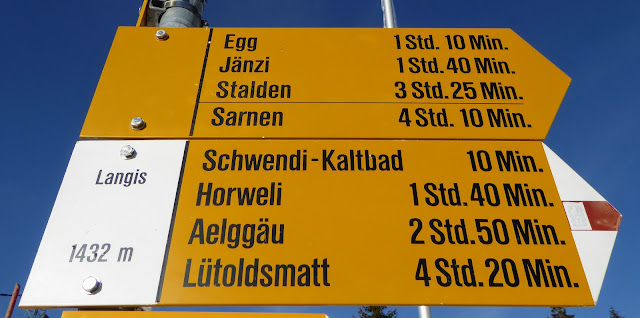 Egg 1 Std. 10 Min.
Jänzi 1 Std. 40 Min.
Stalden 3 Std. 25 Min.
Sarnen 4 Std. 10 Min.
Langis
1432 m
Schwendi-Kaltbad 10 Min.
Horweli 1 Std. 40 Min.
Aelggäu 2 Std. 50 Min.
Lütoldsmatt 4 Std. 20 Min.